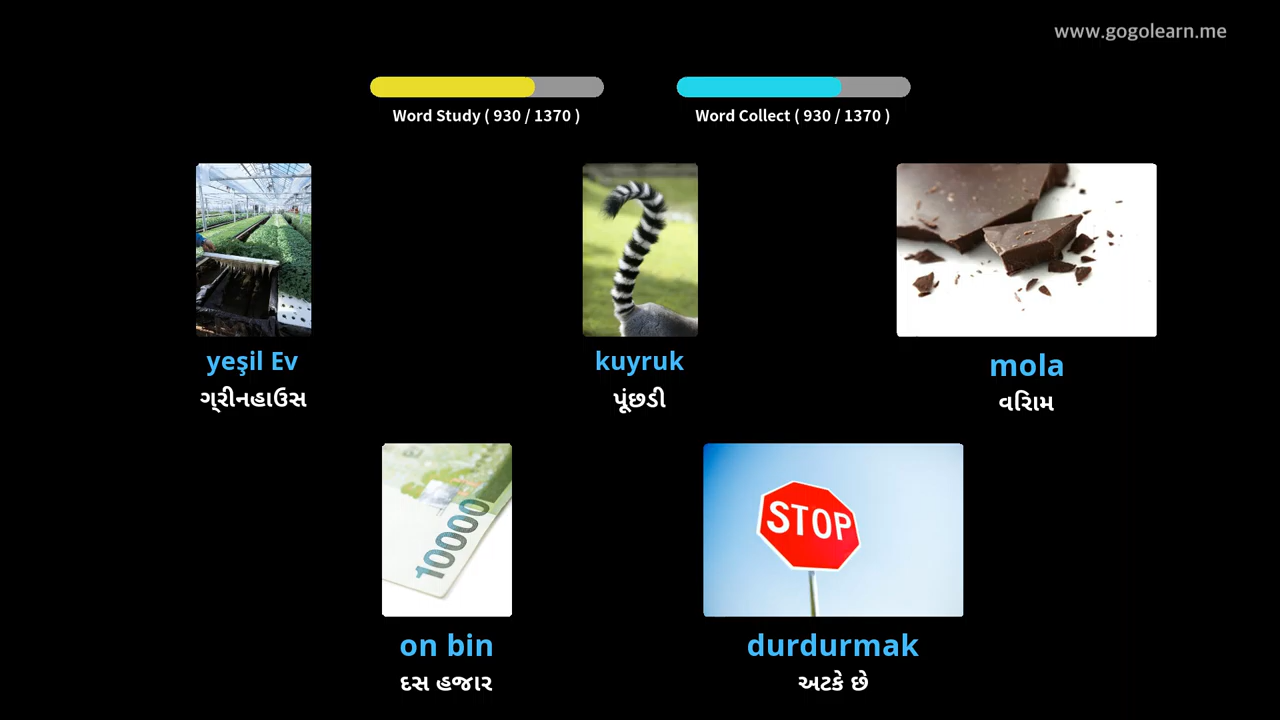 www.gogolearn.me
Word Study ( 930 / 1370 )
Word Collect ( 930 / 1370 )
yeşil Ev
ગ્રીનહાઉસ
kuyruk
પૂંછડી
mola
વિરામ
10000
on bin
દસ હજાર
STOP
durdurmak
અટકે છે